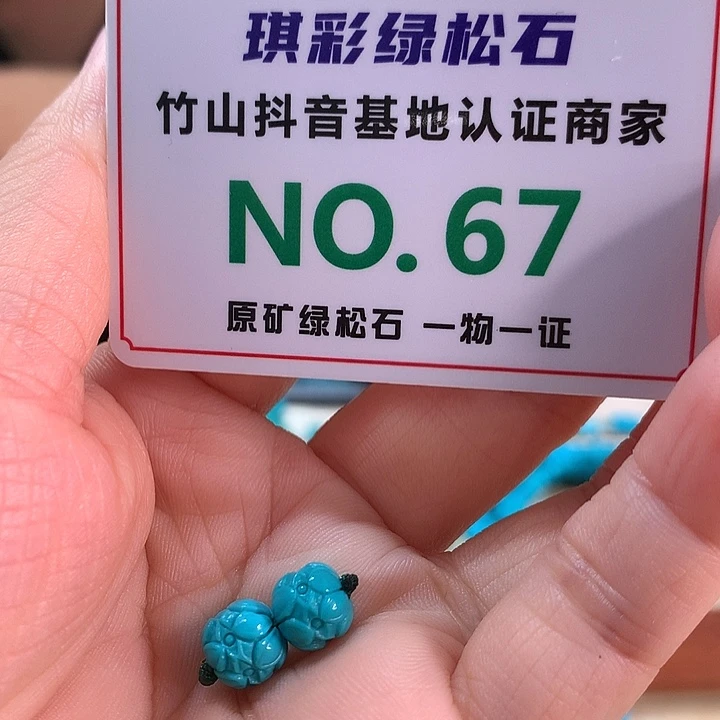 琪彩绿松石
竹山抖音基地认证商家
NO. 67
原矿绿松石 一物一证